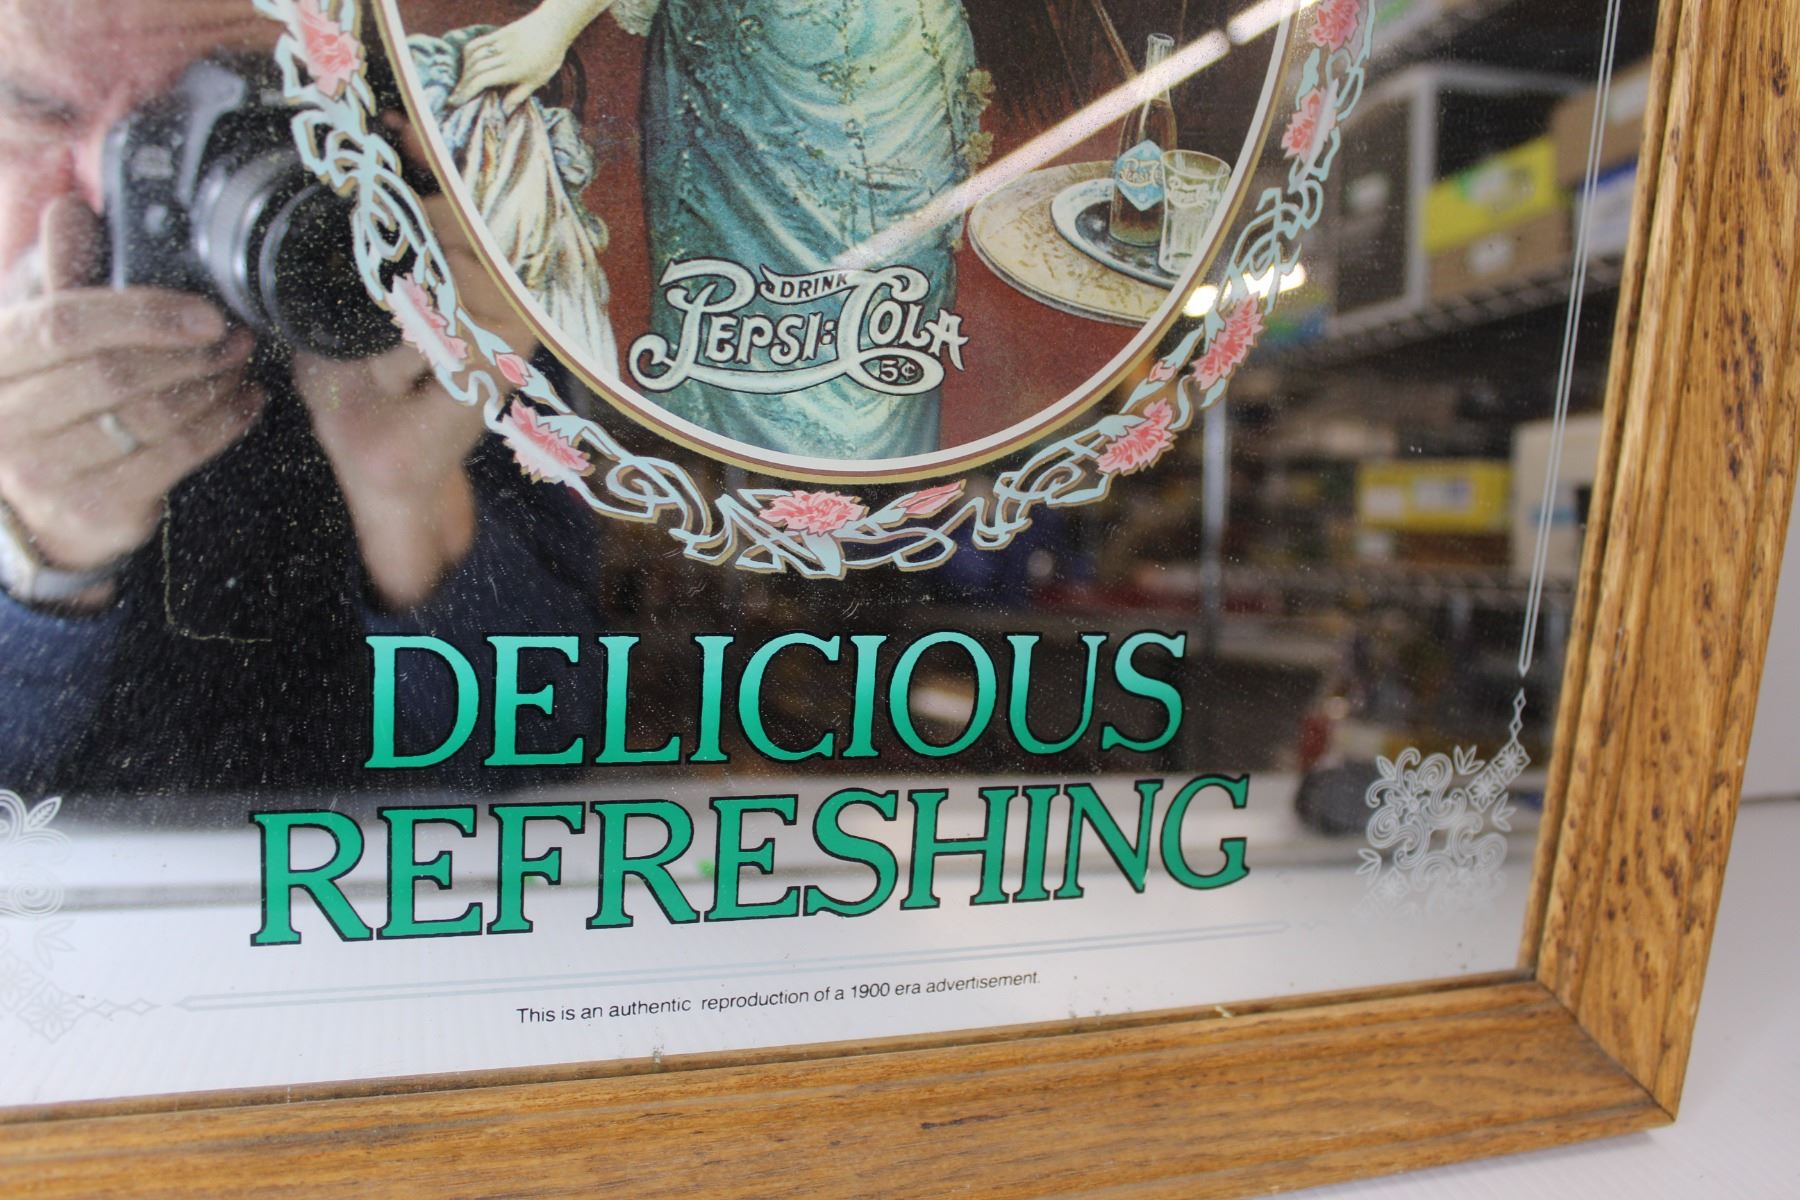 DRINK
PEPSI:COLA
5¢
DELICIOUS
REFRESHING
This is an authentic reproduction of a 1900 era advertisement.